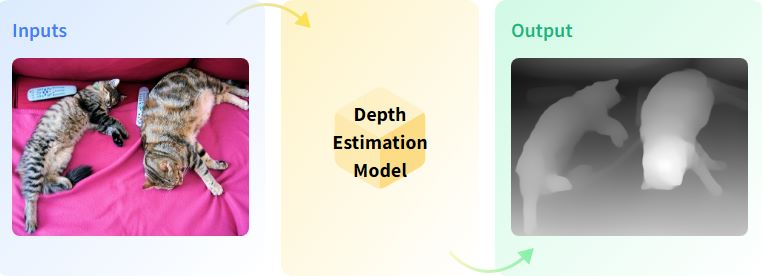 Inputs
Depth
Estimation
Model
Output